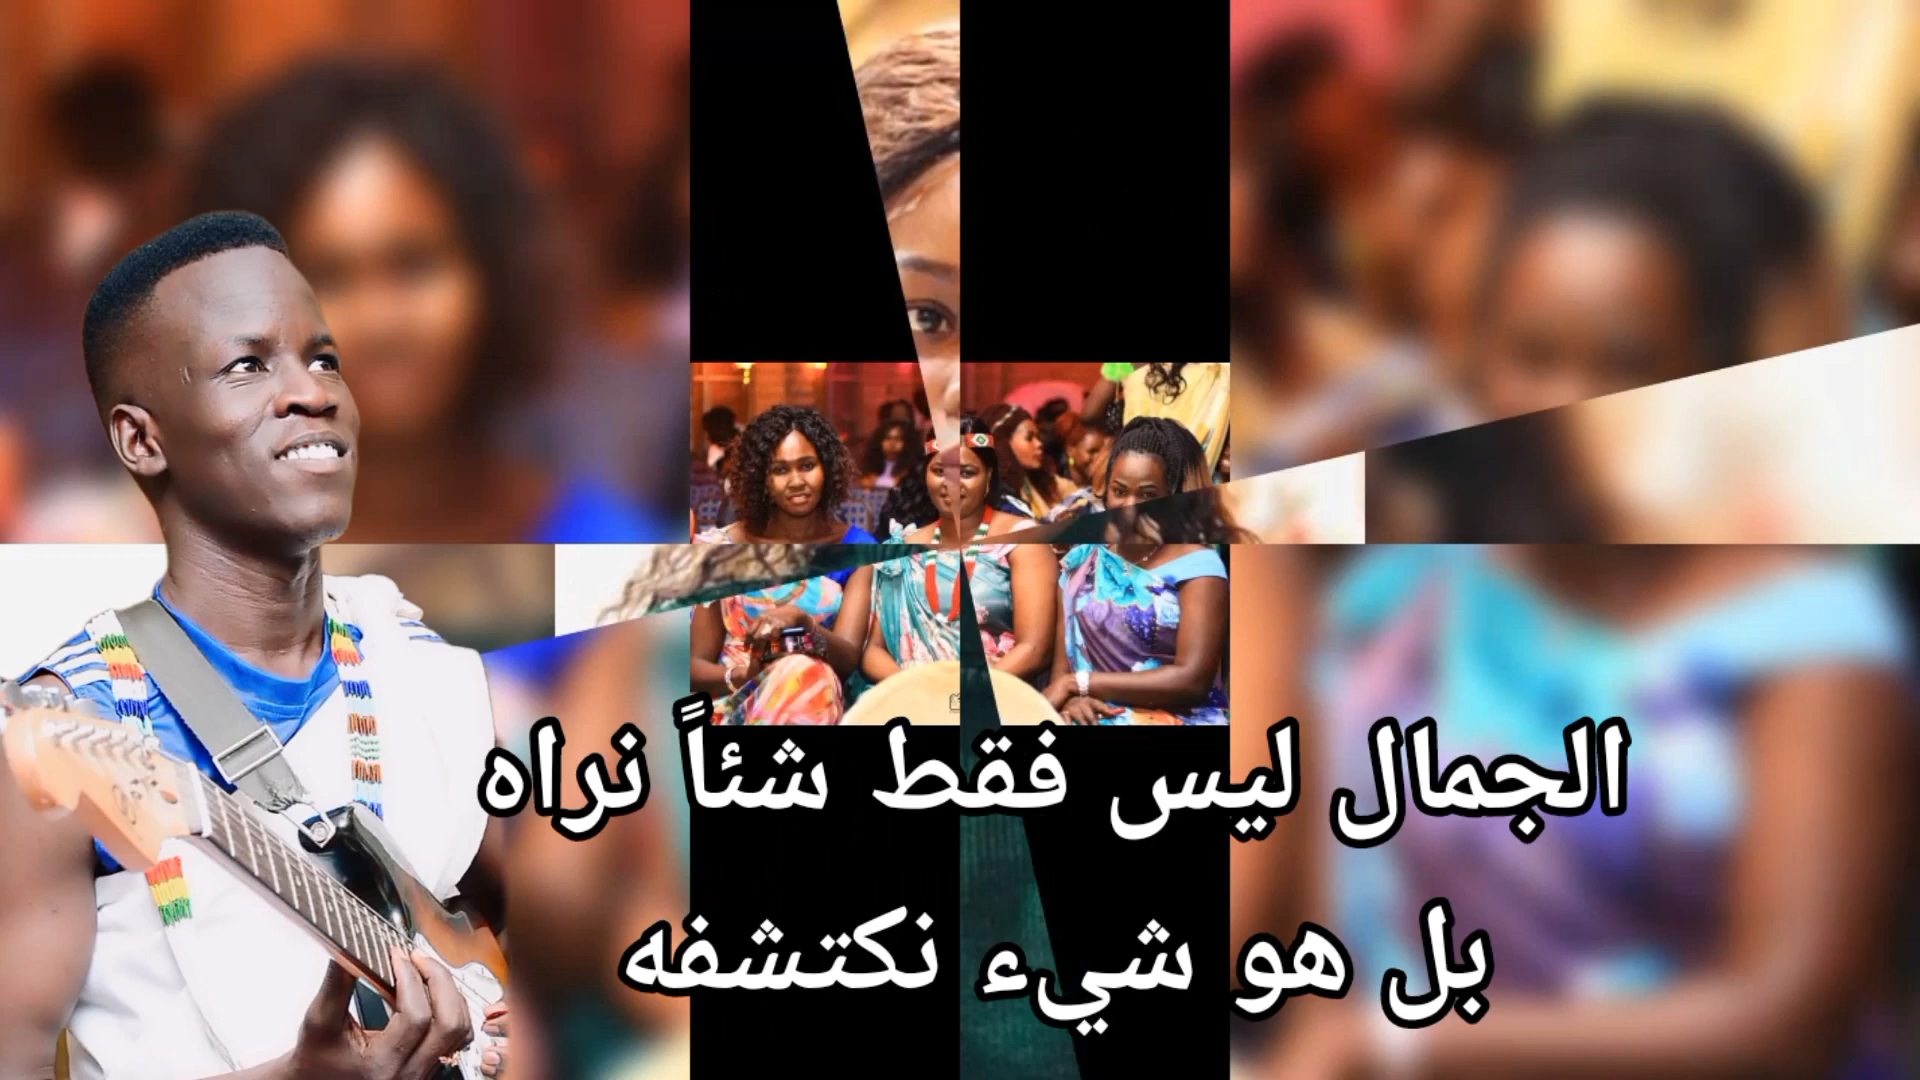 الجمال ليس فقط شئاً نراه
بل هو شيء نكتشفه